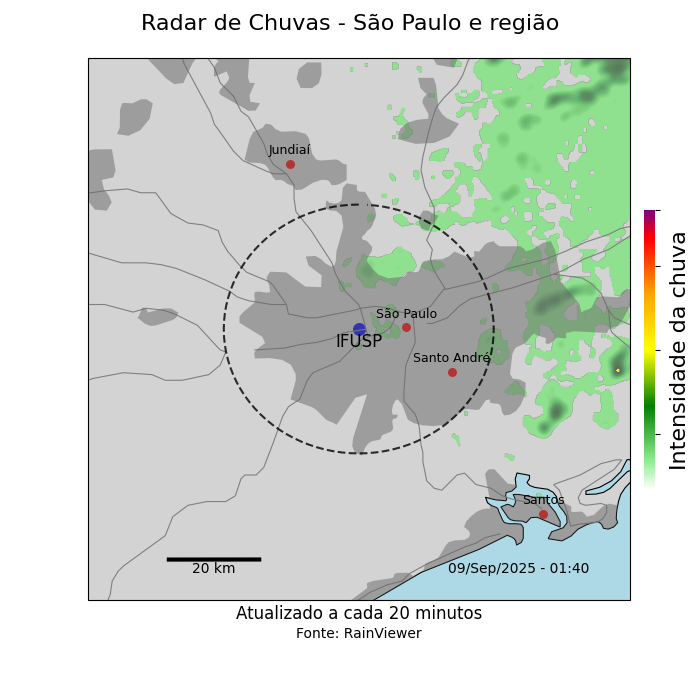 Radar de Chuvas - São Paulo e região
Jundiaí
São Paulo
IFUSP
Santo André
Santos
20 km
09/Sep/2025 - 01:40
Intensidade da chuva
Atualizado a cada 20 minutos
Fonte: RainViewer